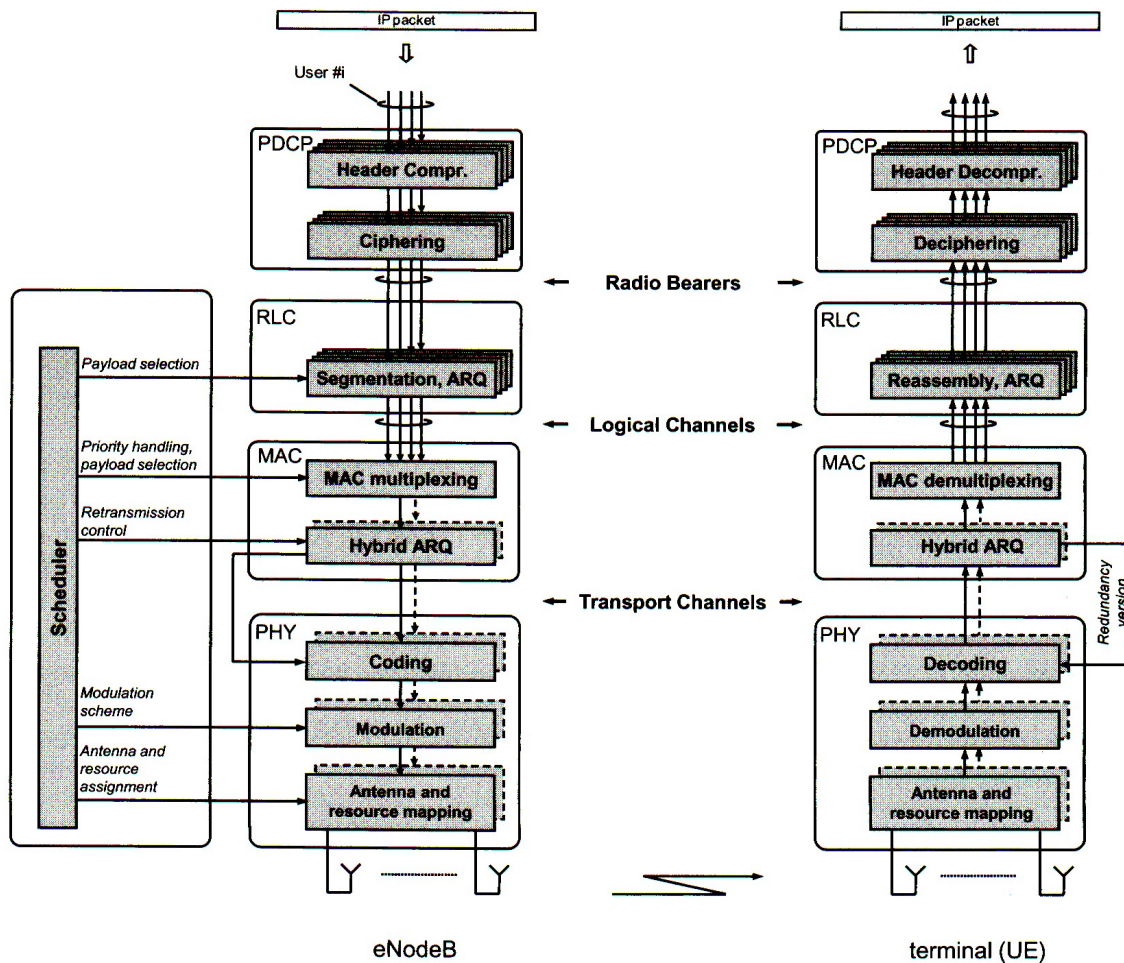 IP packet
IP packet
User #i
PDCP
Header Compr.
Ciphering
PDCP
Header Decompr.
Deciphering
Radio Bearers
RLC
Segmentation, ARQ
RLC
Reassembly, ARQ
Payload selection
Logical Channels
Priority handling,
payload selection
MAC
MAC multiplexing
MAC
MAC demultiplexing
Retransmission
control
Hybrid ARQ
Hybrid ARQ
Scheduler
Transport Channels
Redundancy
version
PHY
Coding
PHY
Decoding
Modulation
scheme
Modulation
Demodulation
Antenna and
resource
assignment
Antenna and
resource mapping
Antenna and
resource mapping
eNodeB
terminal (UE)